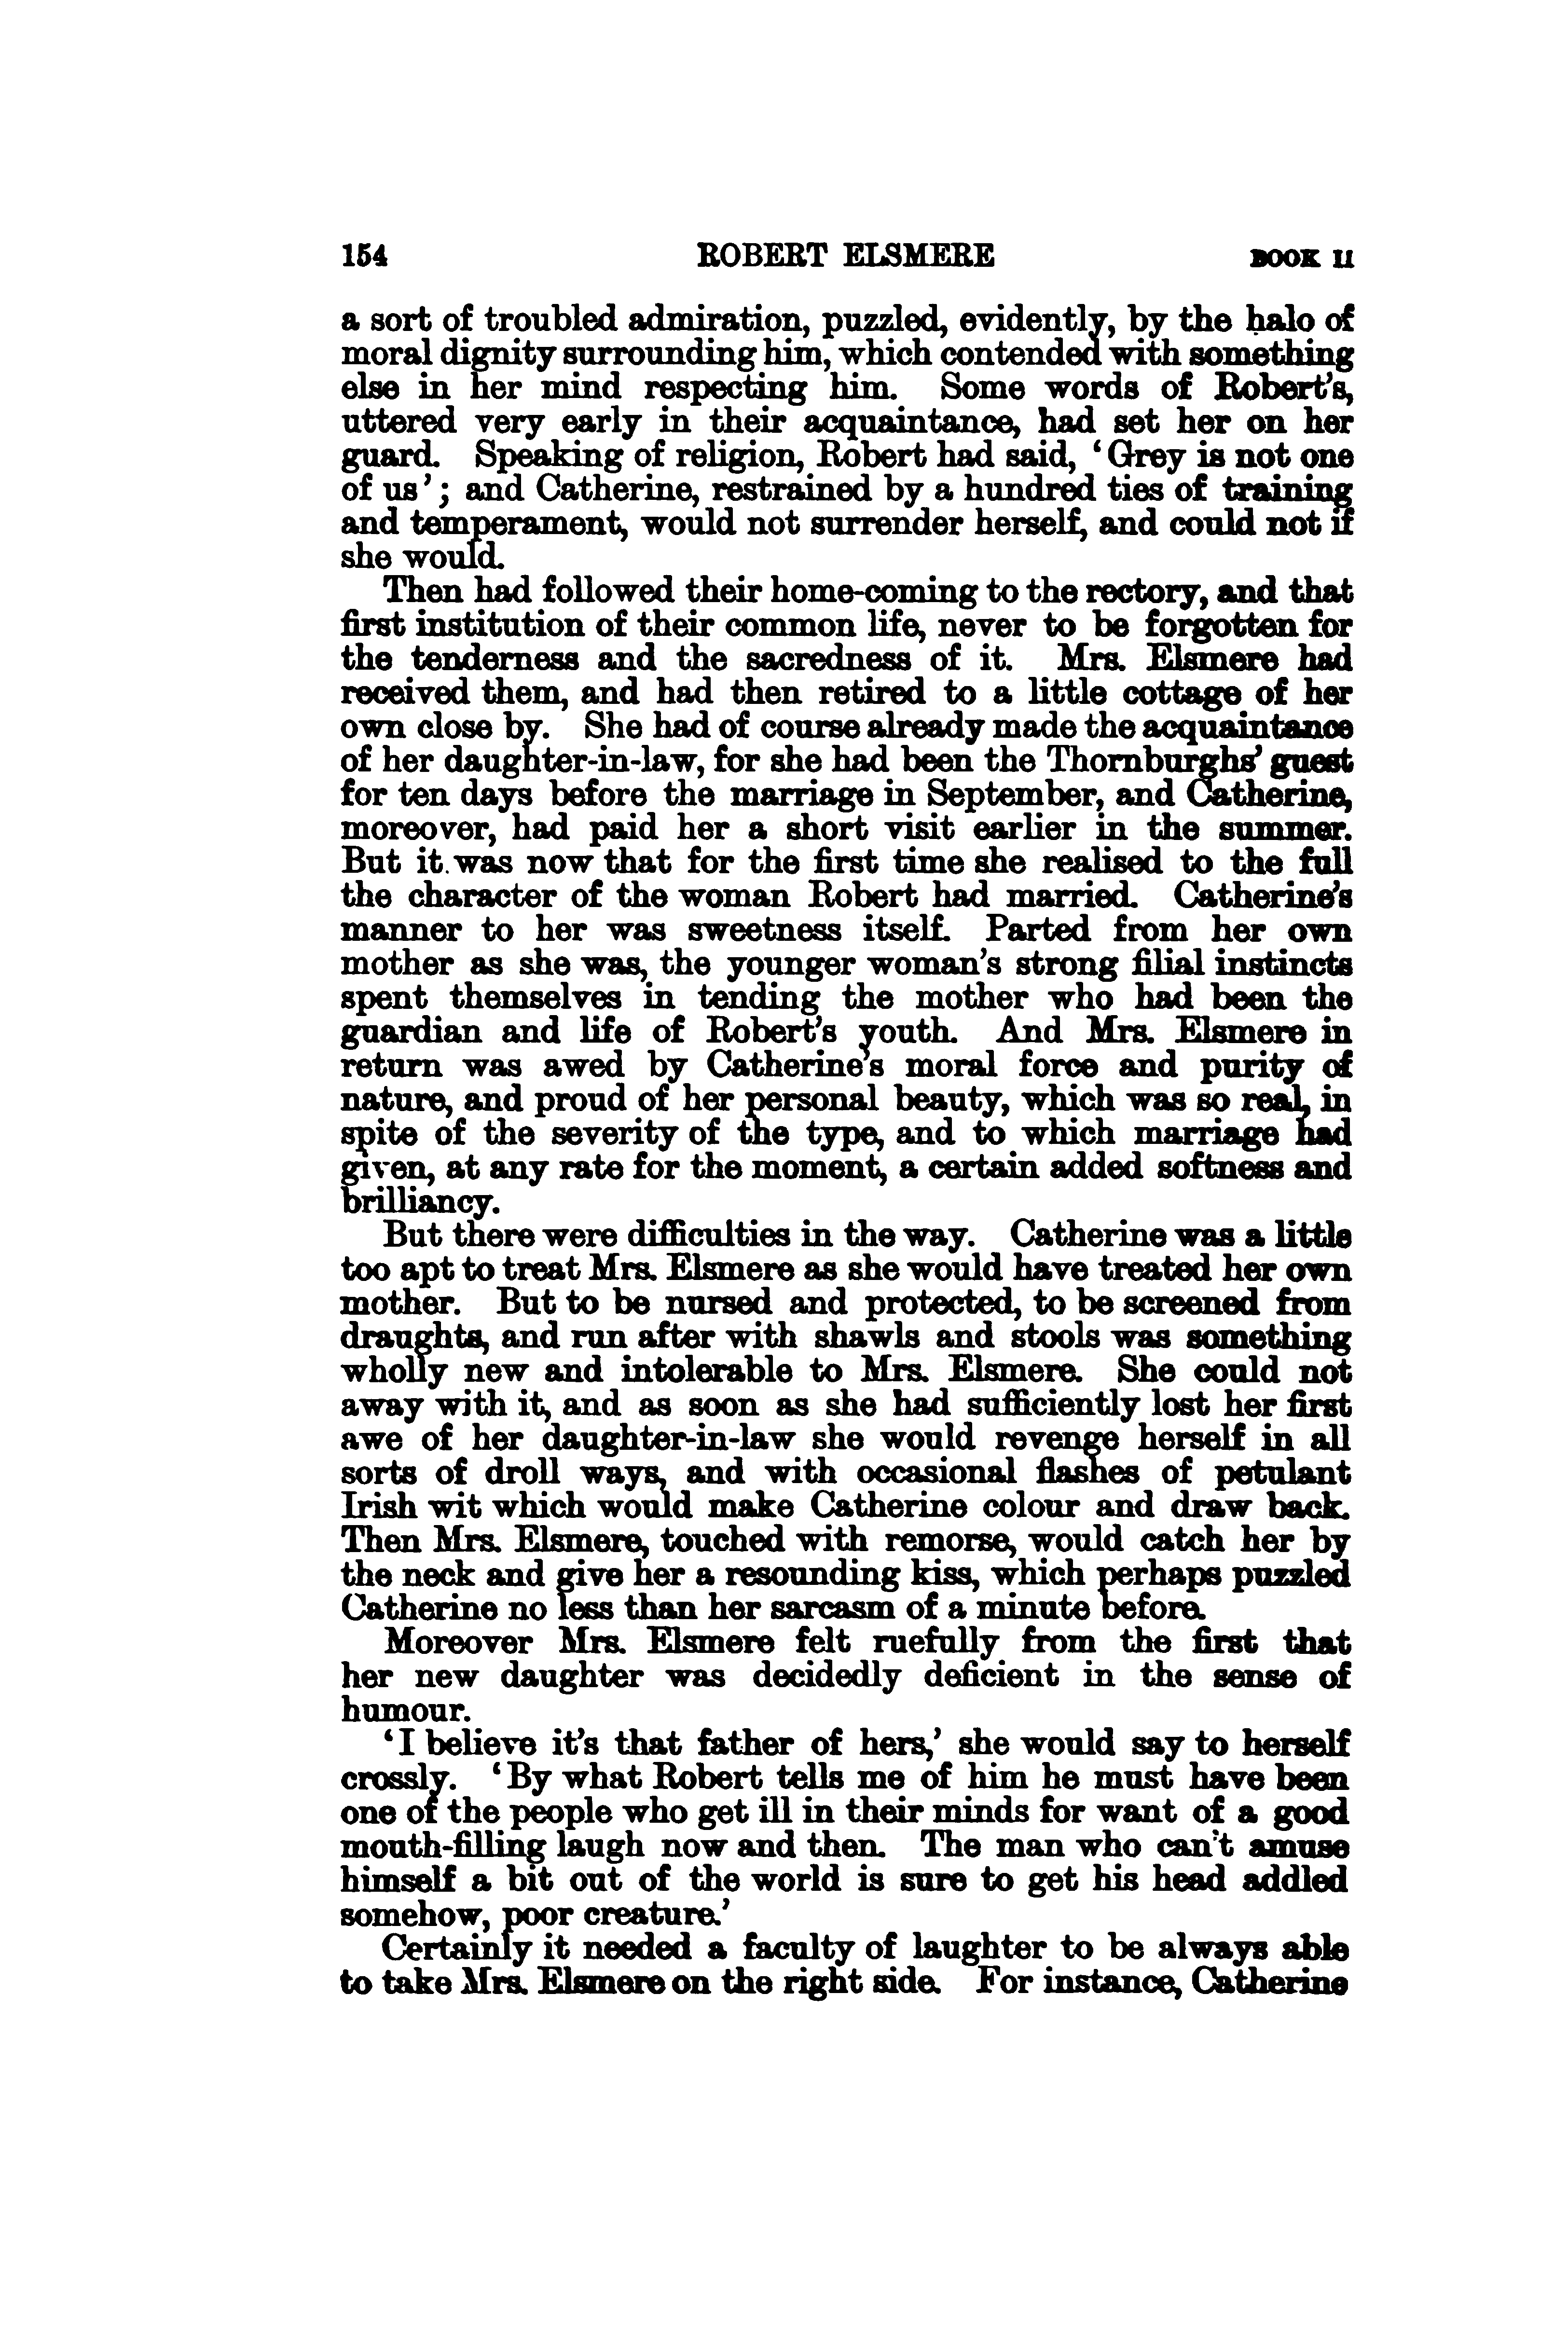 154 ROBERT ELSMERE BOOK II
a sort of troubled admiration, puzzled, evidently, by the halo of
moral dignity surrounding him, which contended with something
else in her mind respecting him. Some words of Robert's,
uttered very early in their acquaintance, had set her on her
guard. Speaking of religion, Robert had said, ‘Grey is not one
of us’; and Catherine, restrained by a hundred ties of training
and temperament, would not surrender herself, and could not if
she would.
Then had followed their home-coming to the rectory, and that
first institution of their common life, never to be forgotten for
the tenderness and the sacredness of it. Mrs. Elsmere had
received them, and had then retired to a little cottage of her
own close by. She had of course already made the acquaintance
of her daughter-in-law, for she had been the Thornburghs’ guest
for ten days before the marriage in September, and Catherine,
moreover, had paid her a short visit earlier in the summer.
But it was now that for the first time she realised to the full
the character of the woman Robert had married. Catherine's
manner to her was sweetness itself. Parted from her own
mother as she was, the younger woman's strong filial instincts
spent themselves in tending the mother who had been the
guardian and life of Robert's youth. And Mrs. Elsmere in
return was awed by Catherine's moral force and purity of
nature, and proud of her personal beauty, which was so real, in
spite of the severity of the type, and to which marriage had
given, at any rate for the moment, a certain added softness and
brilliancy.
But there were difficulties in the way. Catherine was a little
too apt to treat Mrs. Elsmere as she would have treated her own
mother. But to be nursed and protected, to be screened from
draughts, and run after with shawls and stools was something
wholly new and intolerable to Mrs. Elsmere. She could not
away with it, and as soon as she had sufficiently lost her first
awe of her daughter-in-law she would revenge herself in all
sorts of droll ways, and with occasional flashes of petulant
Irish wit which would make Catherine colour and draw back.
Then Mrs. Elsmere, touched with remorse, would catch her by
the neck and give her a resounding kiss, which perhaps puzzled
Catherine no less than her sarcasm of a minute before.
Moreover Mrs. Elsmere felt ruefully from the first that
her new daughter was decidedly deficient in the sense of
humour.
‘I believe it's that father of hers,’ she would say to herself
crossly. ‘By what Robert tells me of him he must have been
one of the people who get ill in their minds for want of a good
mouth-filling laugh now and then. The man who can't amuse
himself a bit out of the world is sure to get his head addled
somehow, poor creature.’
Certainly it needed a faculty of laughter to be always able
to take Mrs. Elsmere on the right side. For instance, Catherine